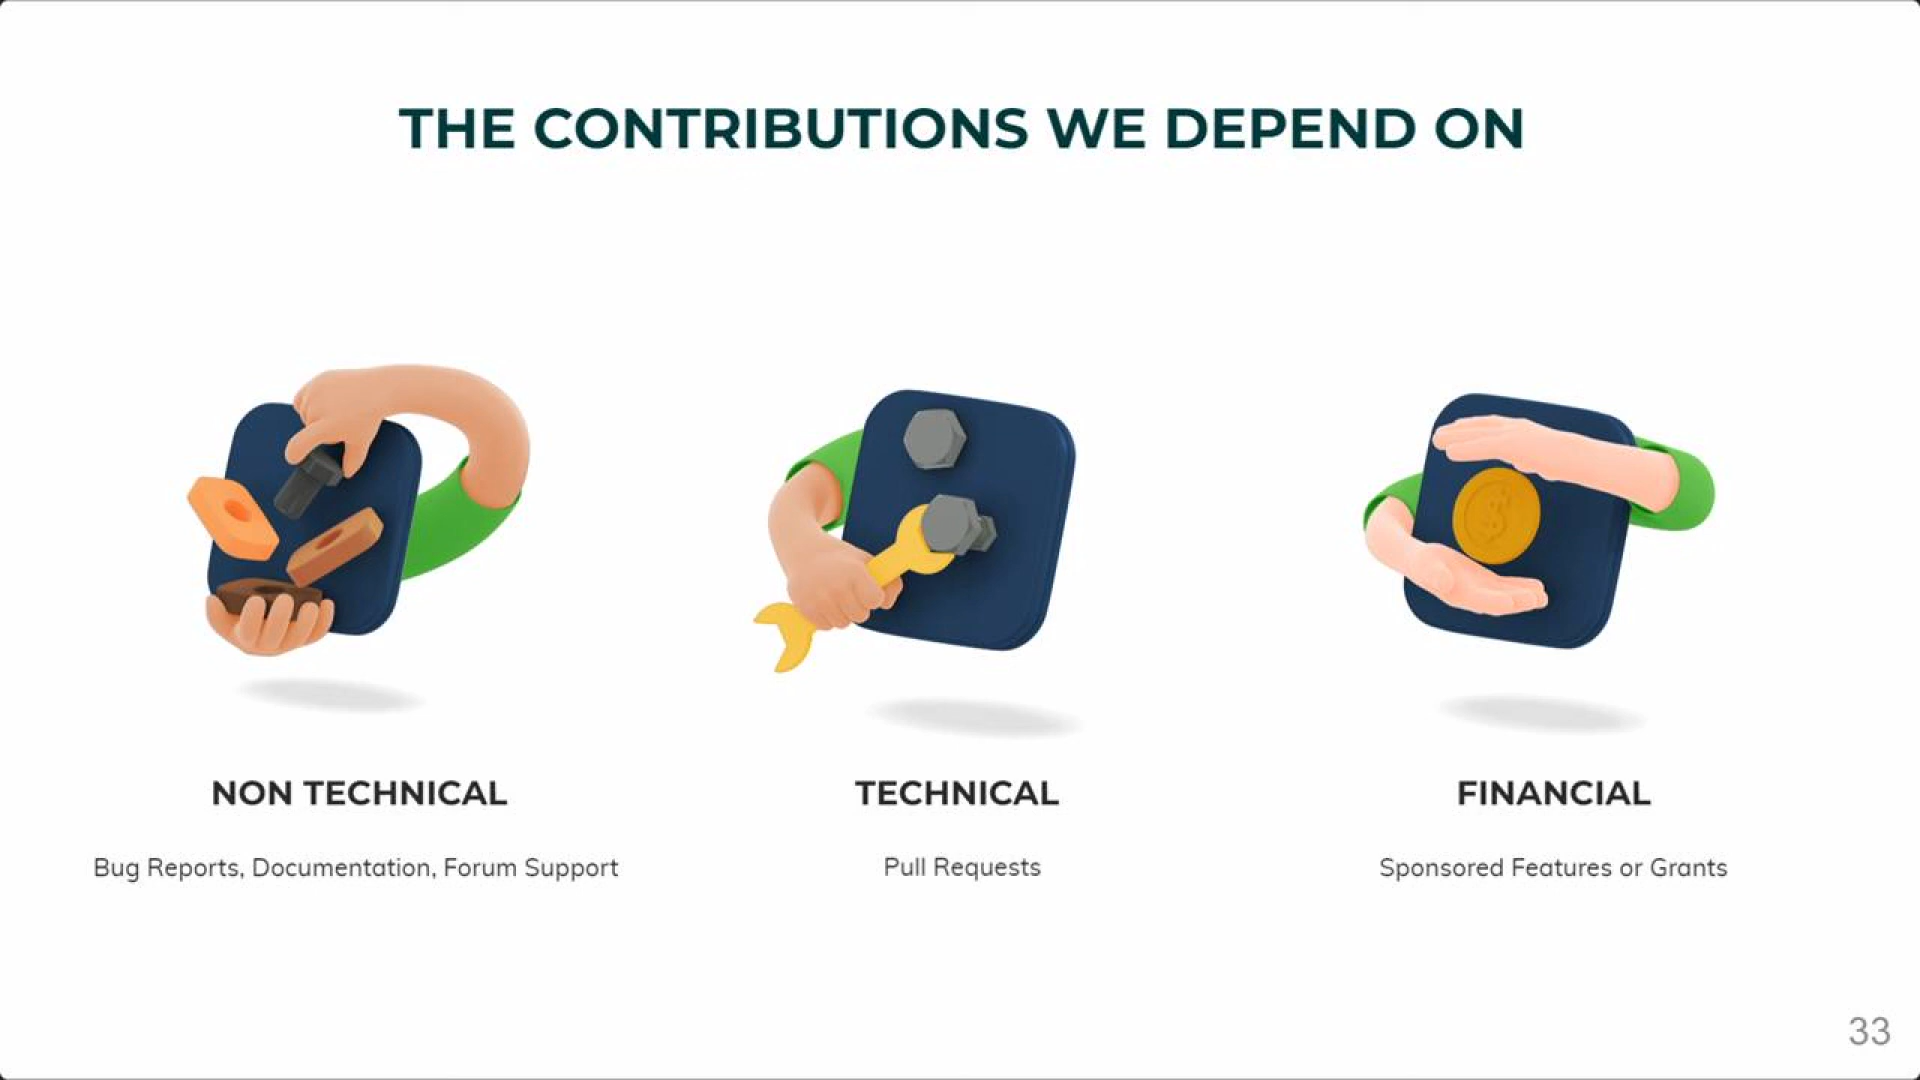 THE CONTRIBUTIONS WE DEPEND ON
NON TECHNICAL
Bug Reports, Documentation, Forum Support
TECHNICAL
Pull Requests
FINANCIAL
Sponsored Features or Grants
33